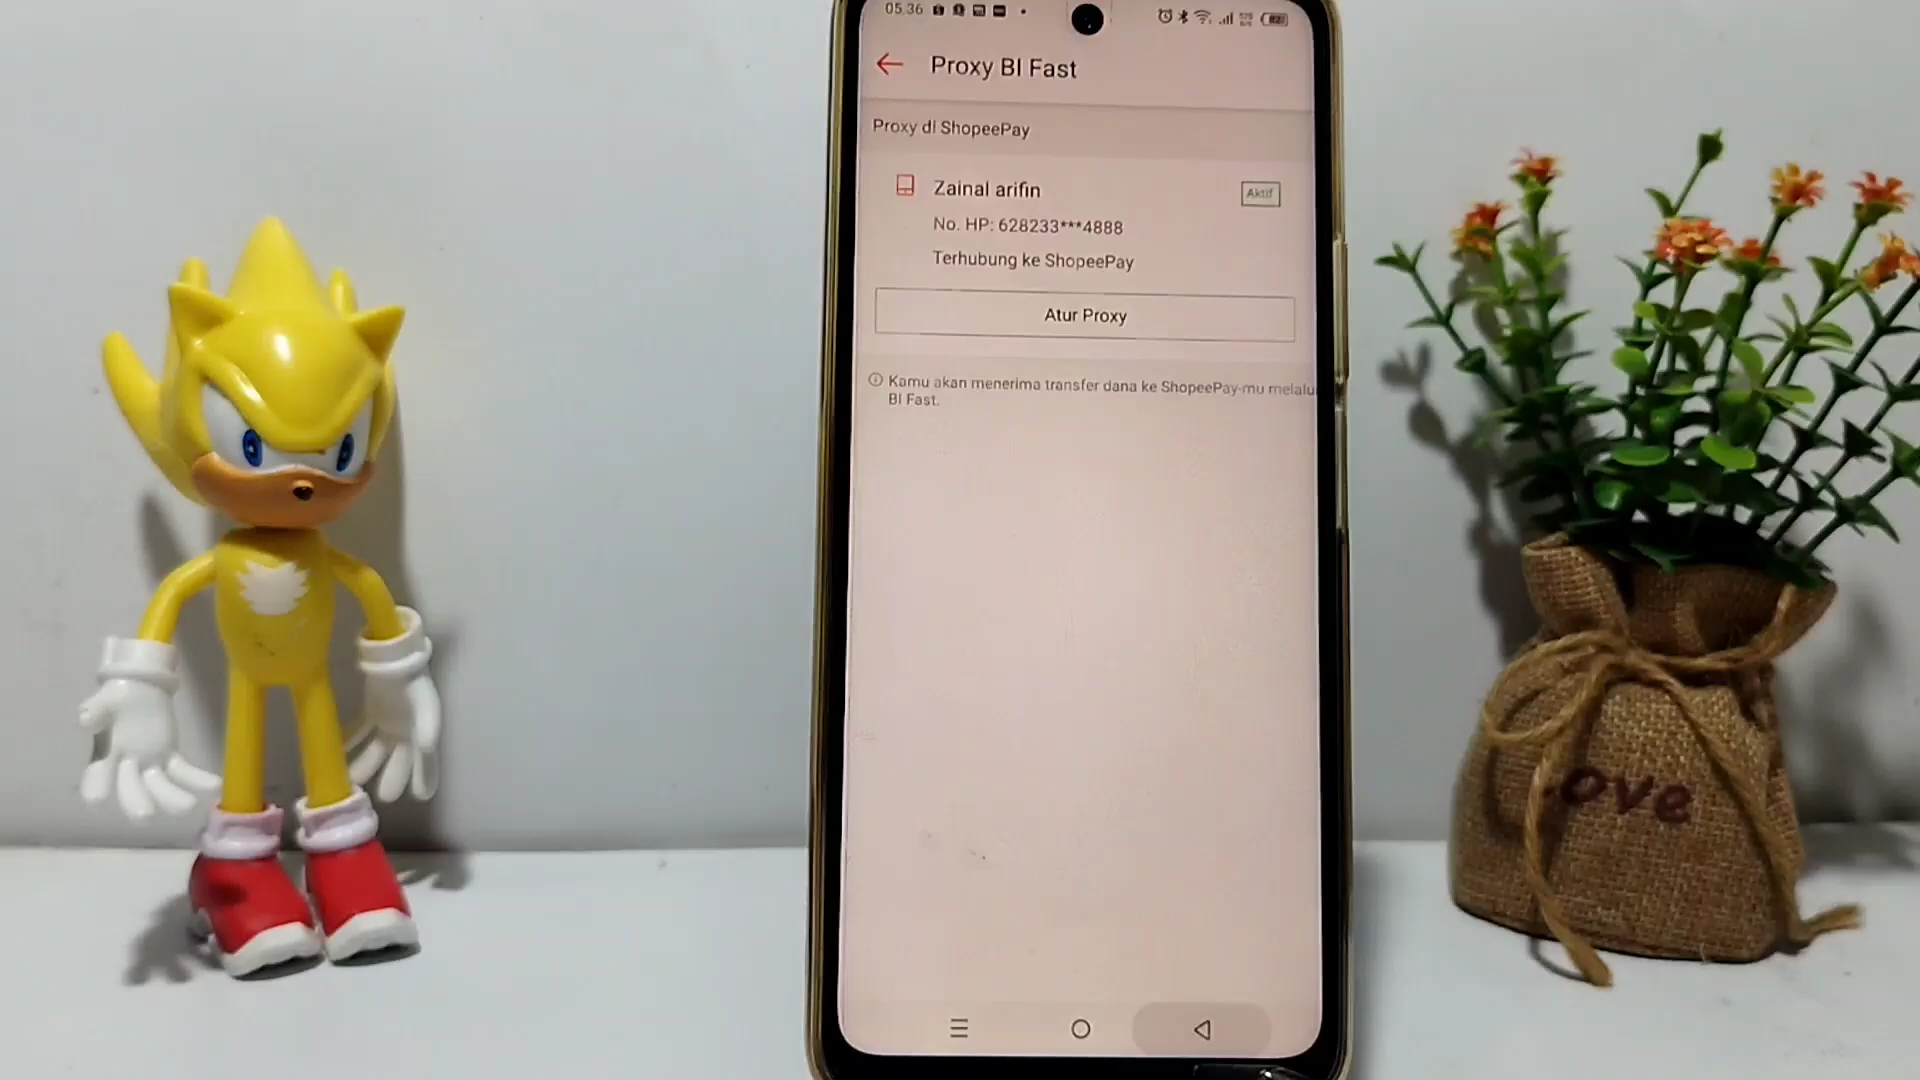 05.36
Proxy BI Fast
Proxy di ShopeePay
Zainal arifin
Aktif
No. HP: 628233***4888
Terhubung ke ShopeePay
Atur Proxy
Kamu akan menerima transfer dana ke ShopeePay-mu melalu
BI Fast.
ove